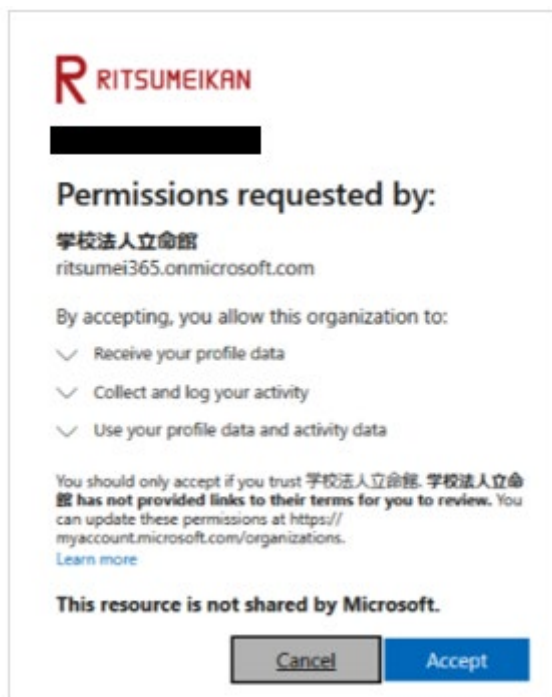 RITSUMEIKAN
Permissions requested by:
学校法人立命館
ritsumei365.onmicrosoft.com
By accepting, you allow this organization to:
Receive your profile data
Collect and log your activity
Use your profile data and activity data
You should only accept if you trust 学校法人立命館. 学校法人立命
館 has not provided links to their terms for you to review. You
can update these permissions at https://
myaccount.microsoft.com/organizations.
Learn more
This resource is not shared by Microsoft.
Cancel
Accept